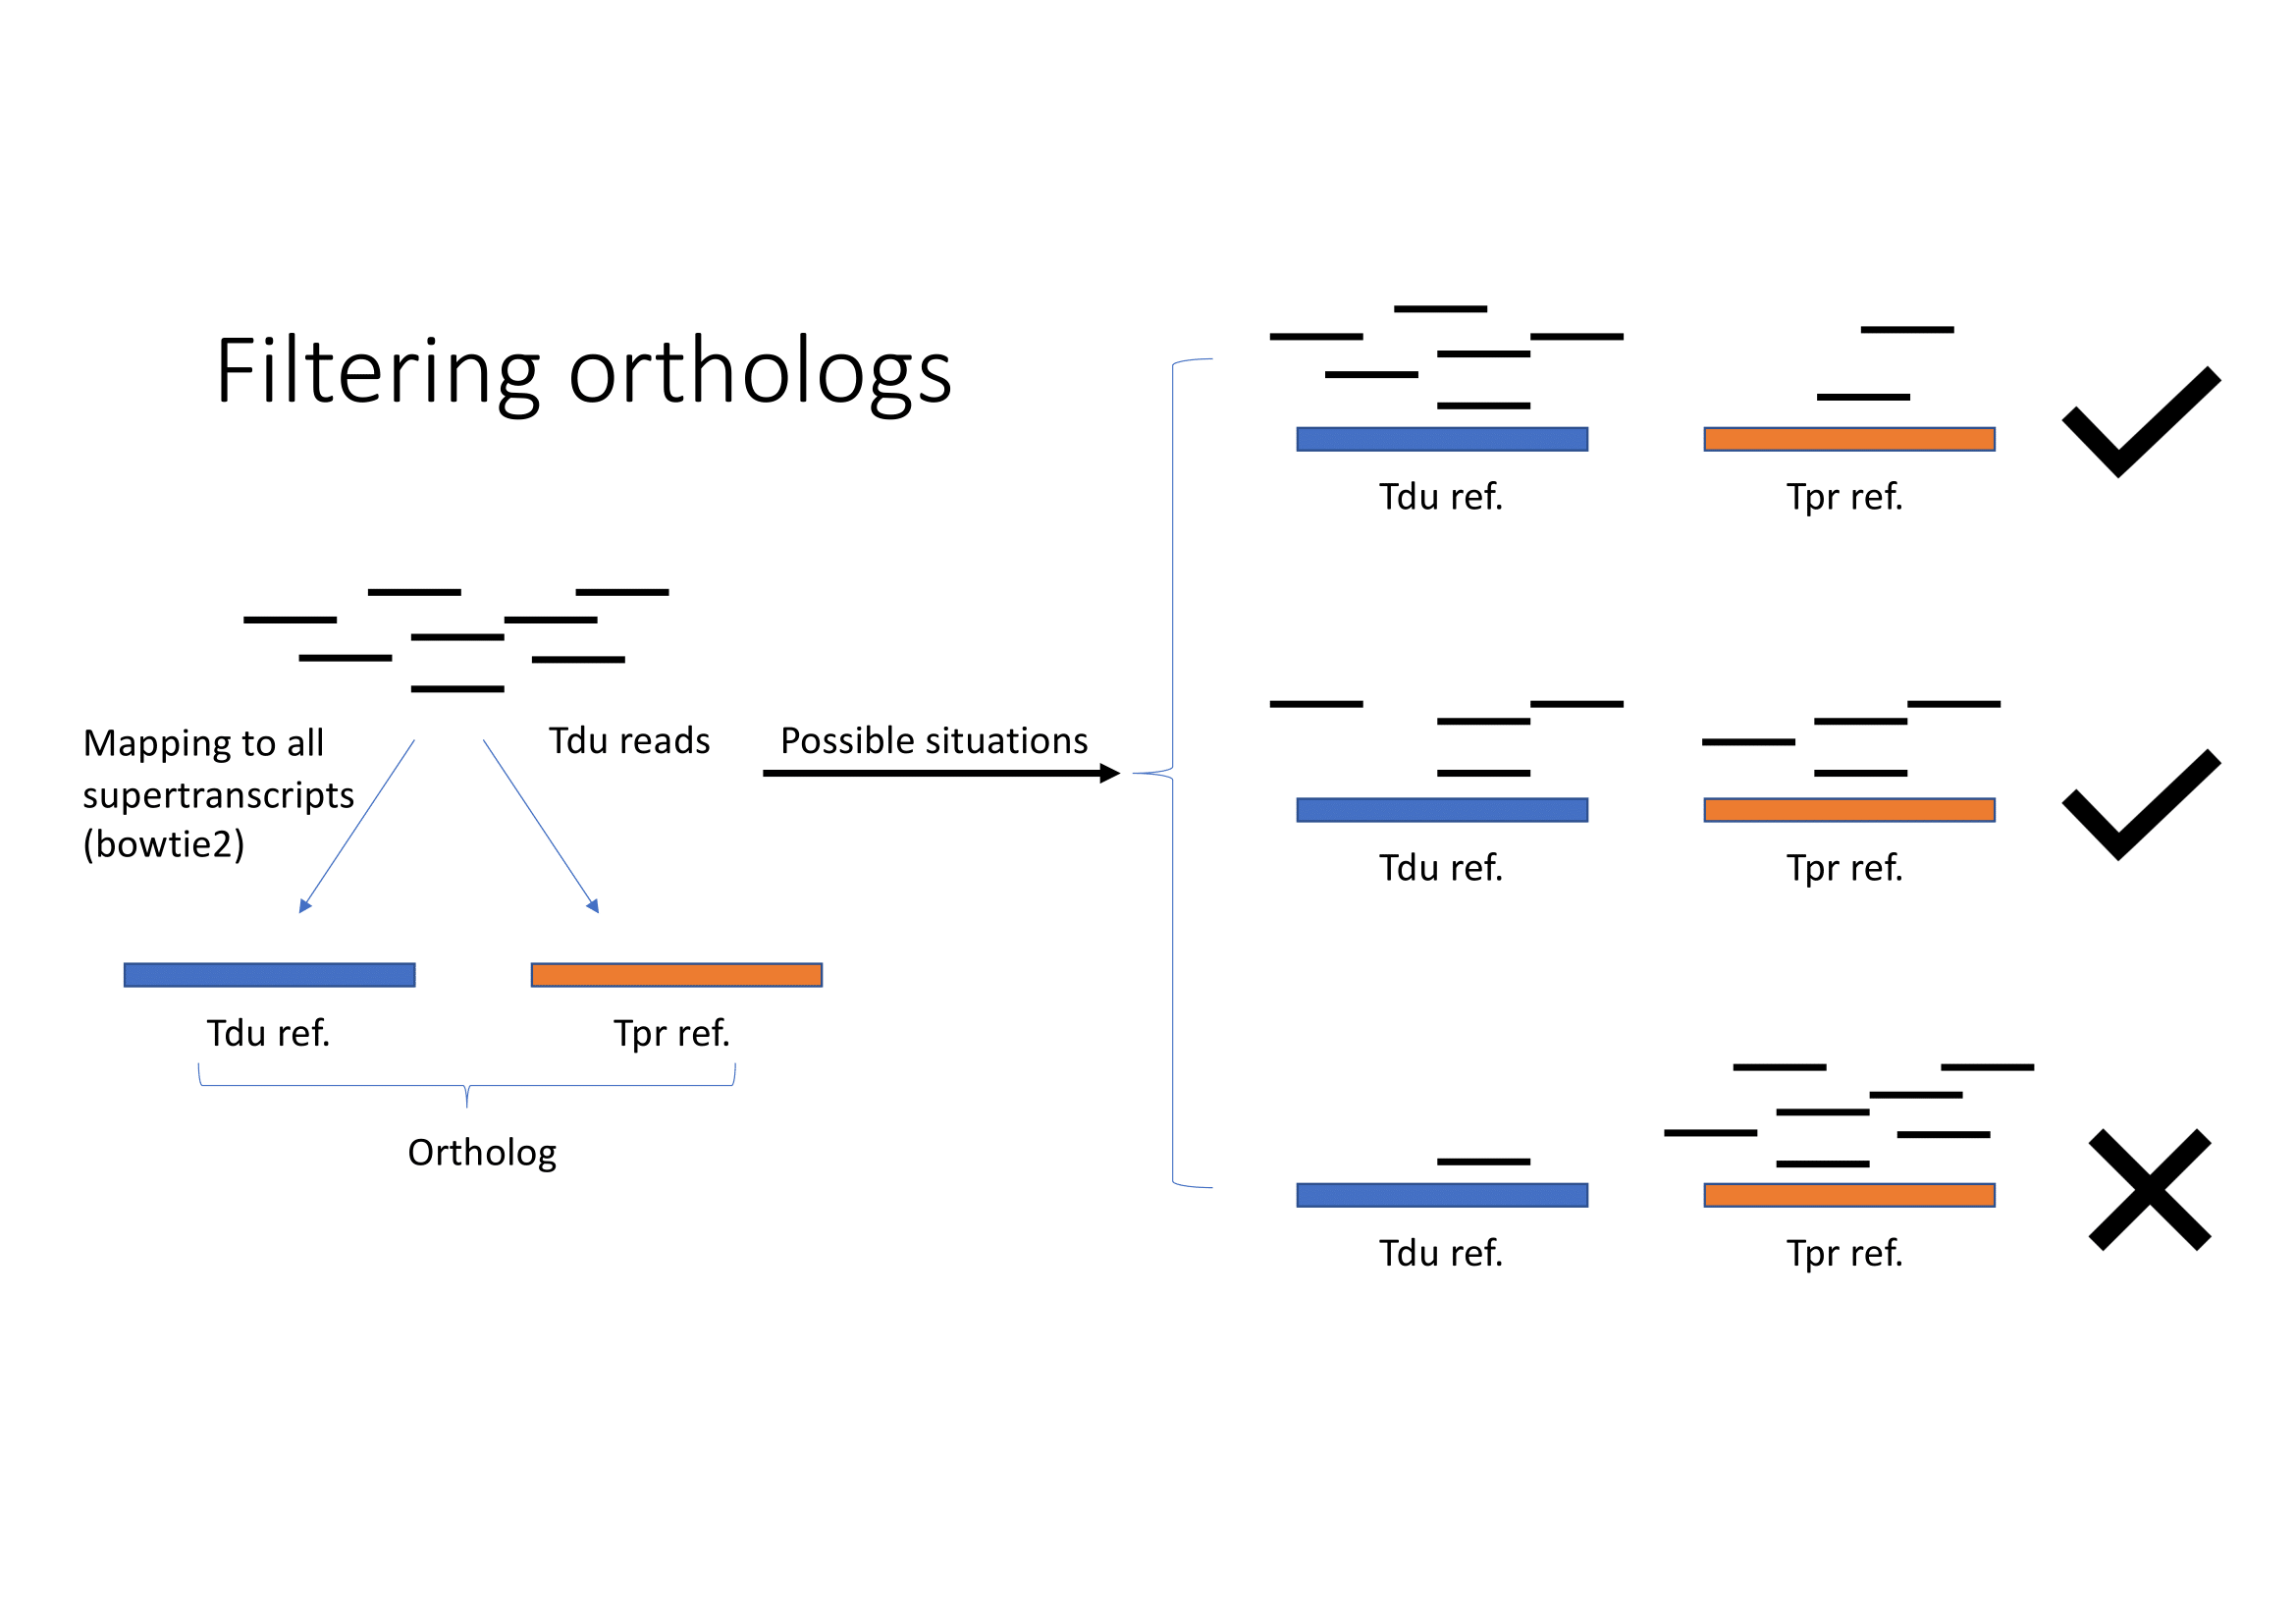 Filtering orthologs
Mapping to all
supertranscripts
(bowtie2)
Tdu reads
Tdu ref.
Tpr ref.
Ortholog
Possible situations
Tdu ref.
Tpr ref.
Tdu ref.
Tpr ref.
Tdu ref.
Tpr ref.